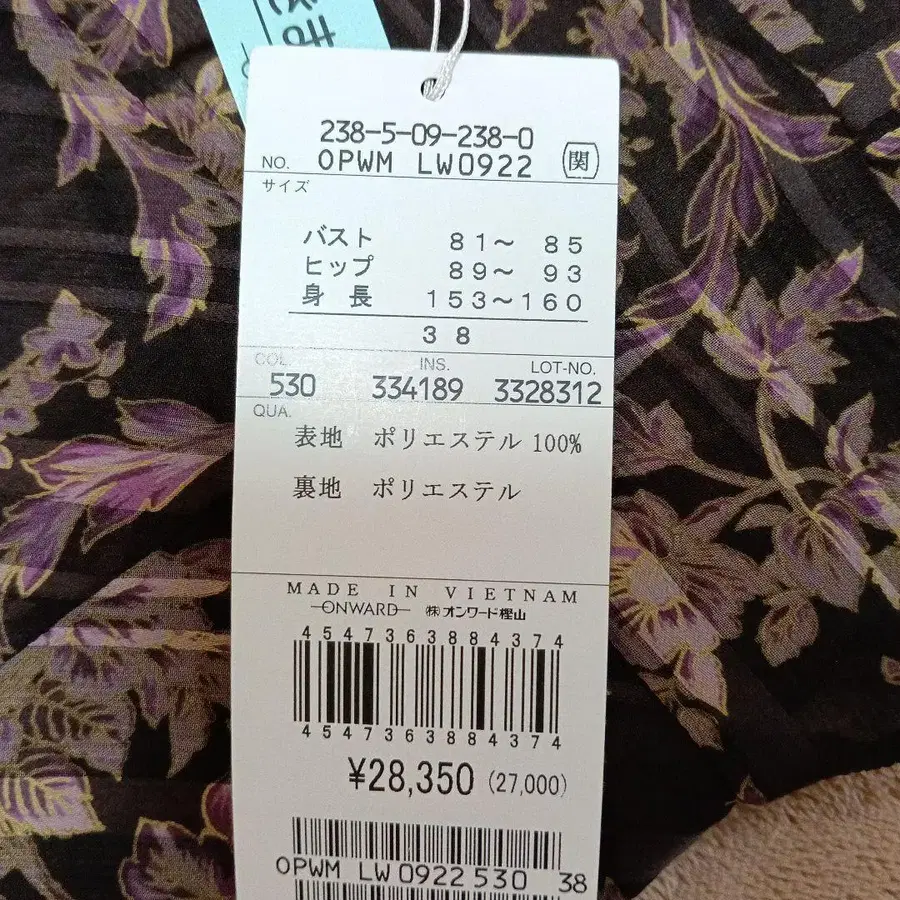 238-5-09-238-0
NO. OPWM LW0922 関
サイズ
バスト 81〜 85
ヒップ 89〜 93
身 長 153〜160
38
COL. INS. LOT-NO.
530 334189 3328312
QUA.
表地 ポリエステル 100%
裏地 ポリエステル
MADE IN VIETNAM
ONWARD ㈱オンワード樫山
4547363884374
4547363884374
¥28,350 (27,000)
OPWM LW0922 530 38